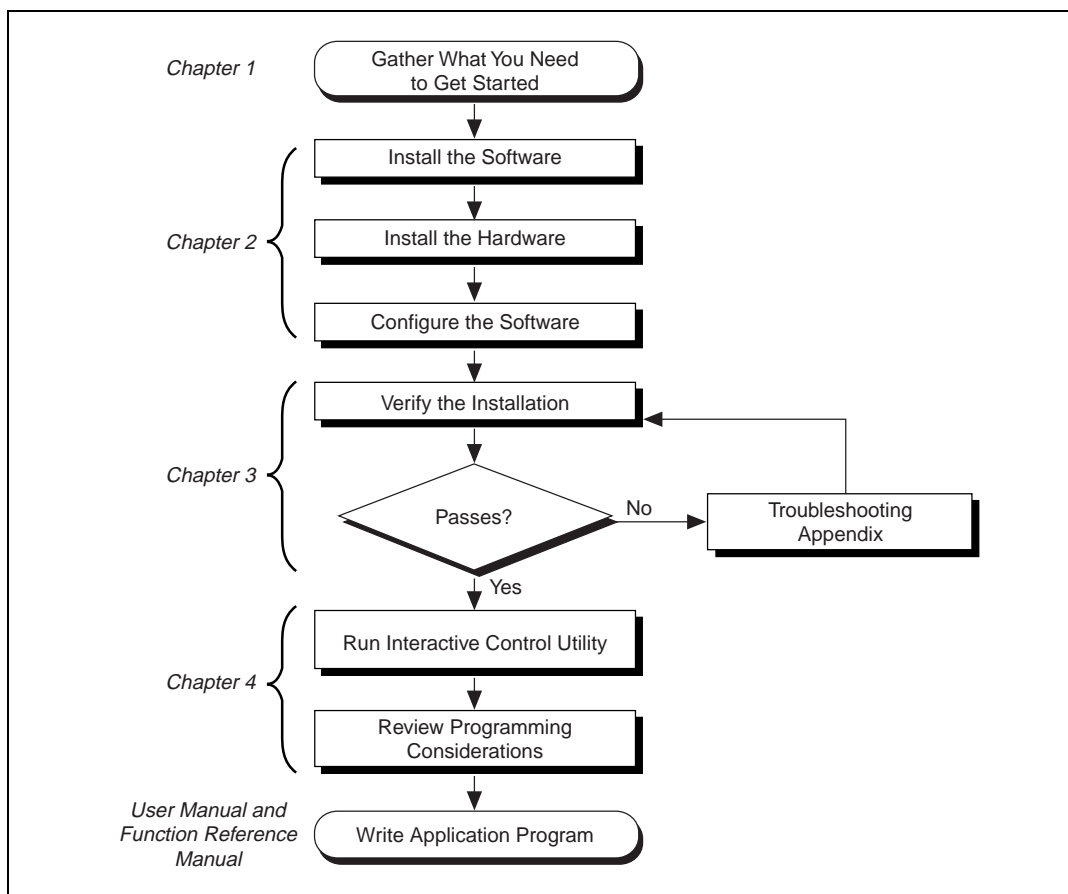 Chapter 1
Gather What You Need
to Get Started
Chapter 2
Install the Software
Install the Hardware
Configure the Software
Chapter 3
Verify the Installation
Passes?
No
Troubleshooting
Appendix
Yes
Chapter 4
Run Interactive Control Utility
Review Programming
Considerations
User Manual and
Function Reference
Manual
Write Application Program